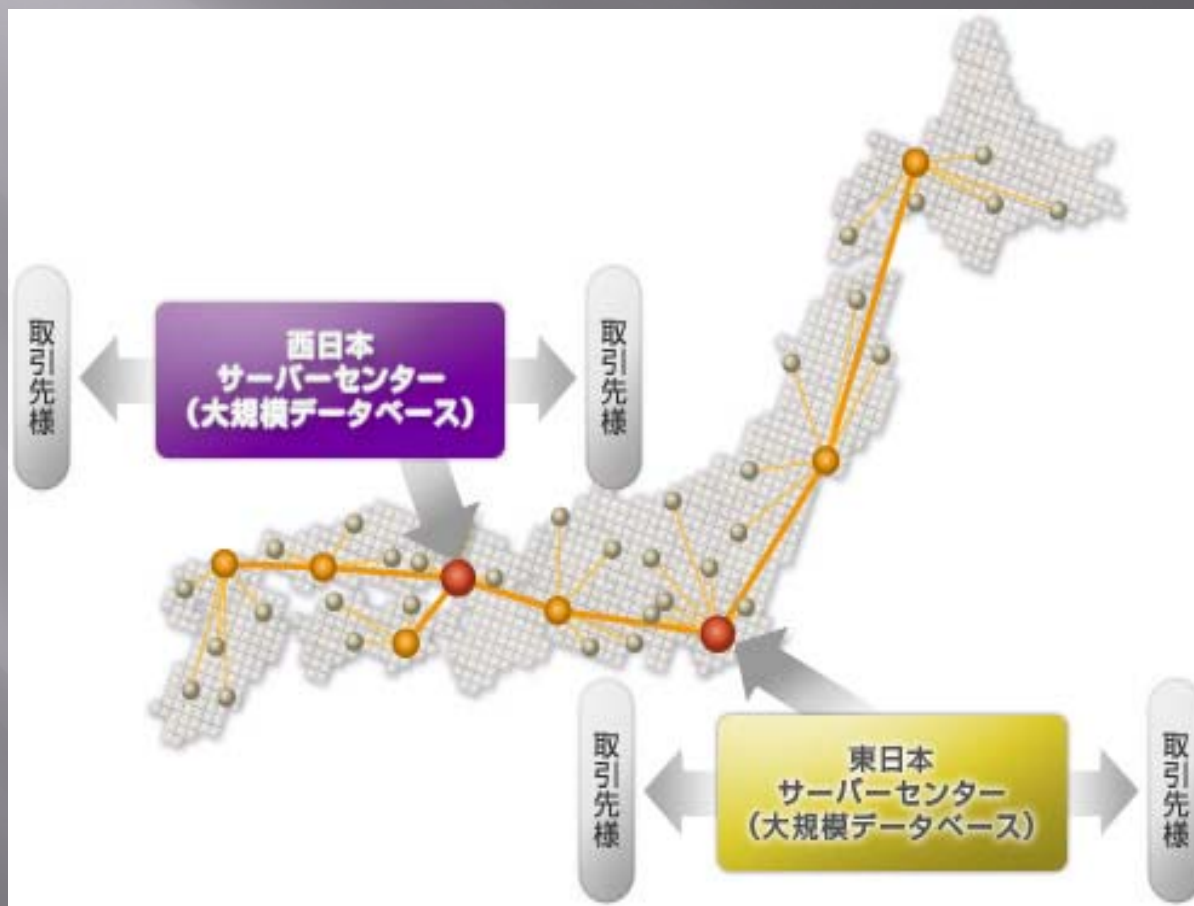 取引先様
西日本
サーバーセンター
（大規模データベース）
取引先様
取引先様
東日本
サーバーセンター
（大規模データベース）
取引先様